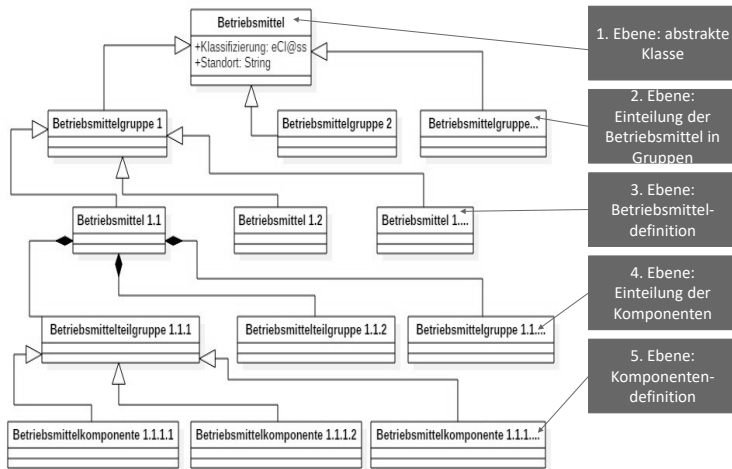 Betriebsmittel
+Klassifizierung: eCl@ss
+Standort: String
1. Ebene: abstrakte
Klasse
Betriebsmittelgruppe 1
Betriebsmittelgruppe 2
Betriebsmittelgruppe...
2. Ebene:
Einteilung der
Betriebsmittel in
Gruppen
Betriebsmittel 1.1
Betriebsmittel 1.2
Betriebsmittel 1....
3. Ebene:
Betriebsmittel-
definition
Betriebsmittelteilgruppe 1.1.1
Betriebsmittelteilgruppe 1.1.2
Betriebsmittelgruppe 1.1....
4. Ebene:
Einteilung der
Komponenten
Betriebsmittelkomponente 1.1.1.1
Betriebsmittelkomponente 1.1.1.2
Betriebsmittelkomponente 1.1.1....
5. Ebene:
Komponenten-
definition